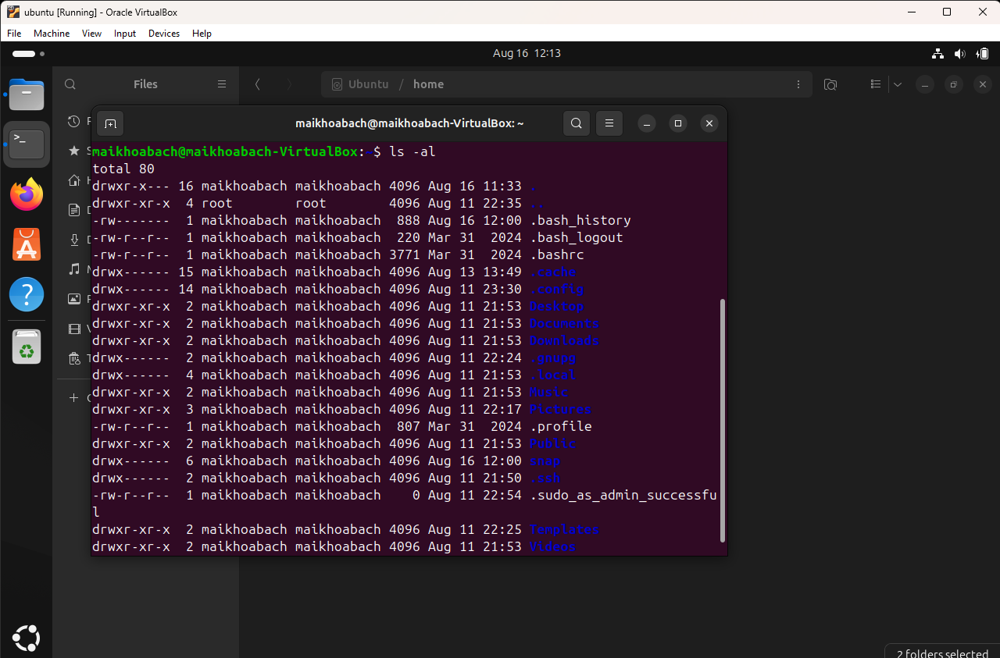 ubuntu [Running] - Oracle VirtualBox
File Machine View Input Devices Help
Aug 16 12:13
Files
Ubuntu / home
maikhoabach@maikhoabach-VirtualBox: ~
maikhoabach@maikhoabach-VirtualBox:~$ ls -al
total 80
drwxr-x--- 16 maikhoabach maikhoabach 4096 Aug 16 11:33 .
drwxr-xr-x 4 root root 4096 Aug 11 22:35 ..
-rw------- 1 maikhoabach maikhoabach 888 Aug 16 12:00 .bash_history
-rw-r--r-- 1 maikhoabach maikhoabach 220 Mar 31 2024 .bash_logout
-rw-r--r-- 1 maikhoabach maikhoabach 3771 Mar 31 2024 .bashrc
drwx------ 15 maikhoabach maikhoabach 4096 Aug 13 13:49 .cache
drwx------ 14 maikhoabach maikhoabach 4096 Aug 11 23:30 .config
drwxr-xr-x 2 maikhoabach maikhoabach 4096 Aug 11 21:53 Desktop
drwxr-xr-x 2 maikhoabach maikhoabach 4096 Aug 11 21:53 Documents
drwxr-xr-x 2 maikhoabach maikhoabach 4096 Aug 11 21:53 Downloads
drwx------ 2 maikhoabach maikhoabach 4096 Aug 11 22:24 .gnupg
drwx------ 4 maikhoabach maikhoabach 4096 Aug 11 21:53 .local
drwxr-xr-x 2 maikhoabach maikhoabach 4096 Aug 11 21:53 Music
drwxr-xr-x 3 maikhoabach maikhoabach 4096 Aug 11 22:17 Pictures
-rw-r--r-- 1 maikhoabach maikhoabach 807 Mar 31 2024 .profile
drwxr-xr-x 2 maikhoabach maikhoabach 4096 Aug 11 21:53 Public
drwx------ 6 maikhoabach maikhoabach 4096 Aug 16 12:00 snap
drwx------ 2 maikhoabach maikhoabach 4096 Aug 11 21:50 .ssh
-rw-r--r-- 1 maikhoabach maikhoabach 0 Aug 11 22:54 .sudo_as_admin_successfu
l
drwxr-xr-x 2 maikhoabach maikhoabach 4096 Aug 11 22:25 Templates
drwxr-xr-x 2 maikhoabach maikhoabach 4096 Aug 11 21:53 Videos
2 folders selected